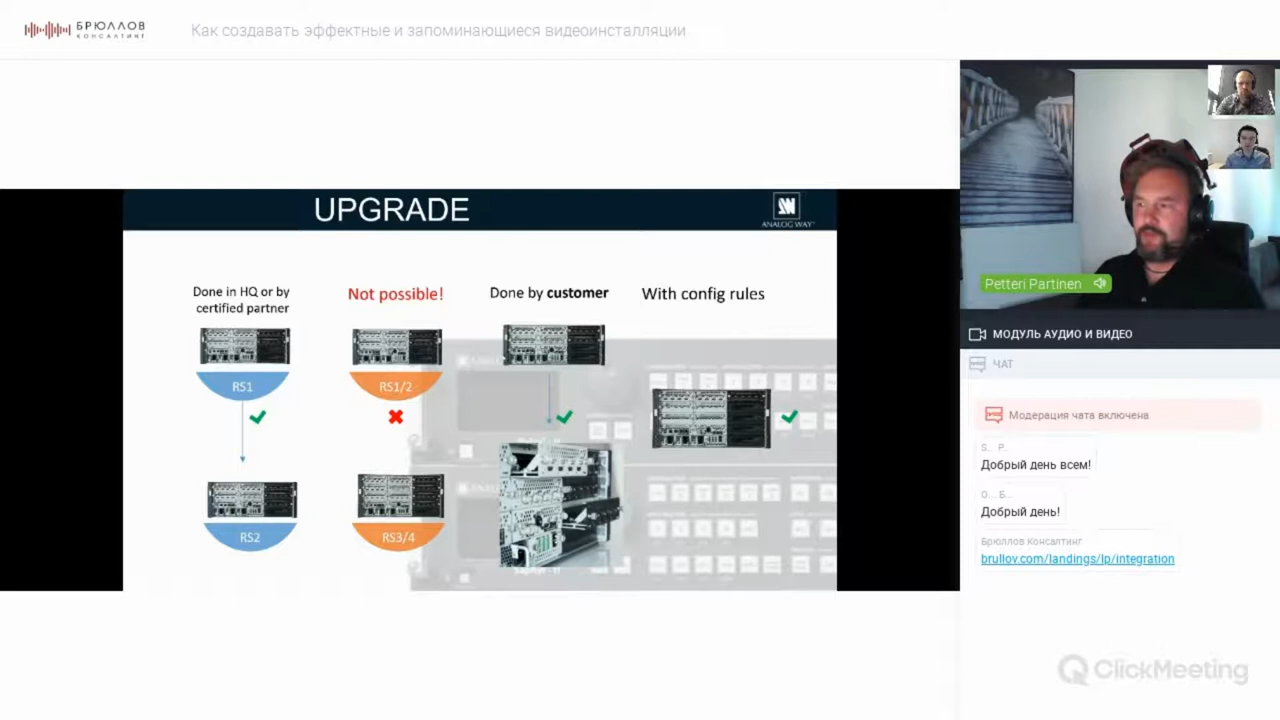 БРЮЛЛОВ
КОНСАЛТИНГ
Как создавать эффектные и запоминающиеся видеоинсталляции
UPGRADE
ANALOG WAY
Done in HQ or by
certified partner
Not possible!
Done by customer
With config rules
RS1
RS1/2
RS2
RS3/4
Petteri Partinen
МОДУЛЬ АУДИО И ВИДЕО
ЧАТ
Модерация чата включена
S... P...
Добрый день всем!
О... Б...
Добрый день!
Брюллов Консалтинг
brullov.com/landings/lp/integration
ClickMeeting